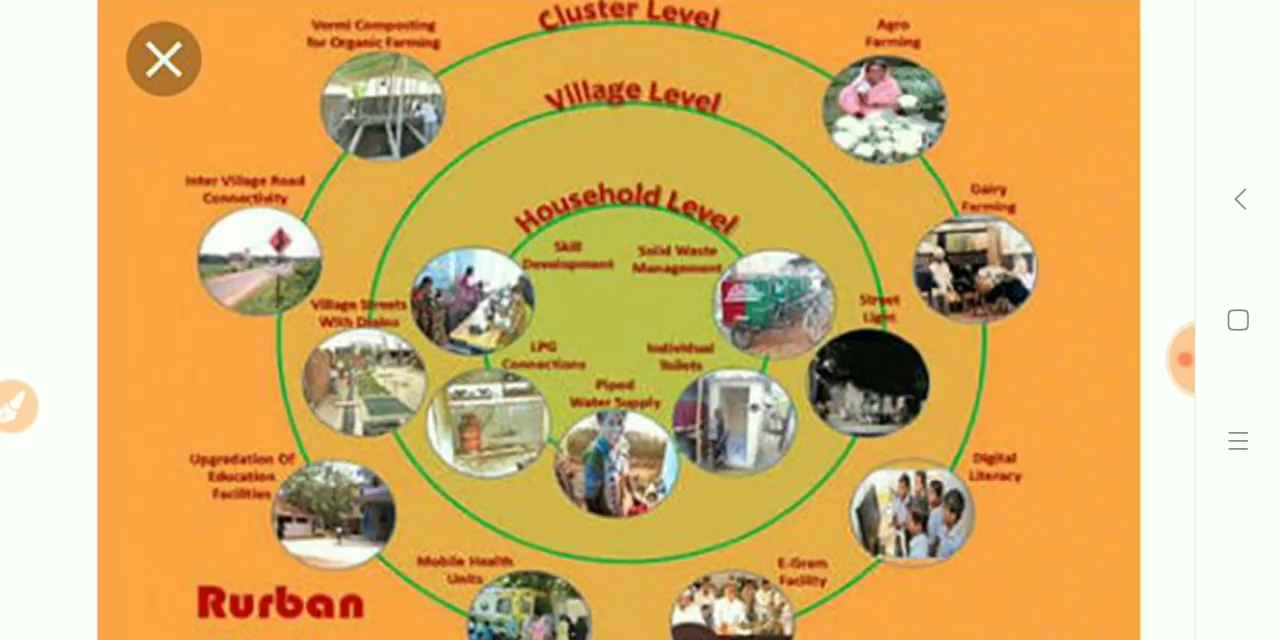 Cluster Level
Vermi Composting
for Organic Farming
Agro
Farming
Village Level
Inter Village Road
Connectivity
Dairy
Farming
Household Level
Skill
Development
Solid Waste
Management
Village Streets
With Drains
Street
Light
LPG
Connections
Individual
Toilets
Piped
Water Supply
Upgradation Of
Education
Facilities
Digital
Literacy
Mobile Health
Units
E-Gram
Facility
Rurban